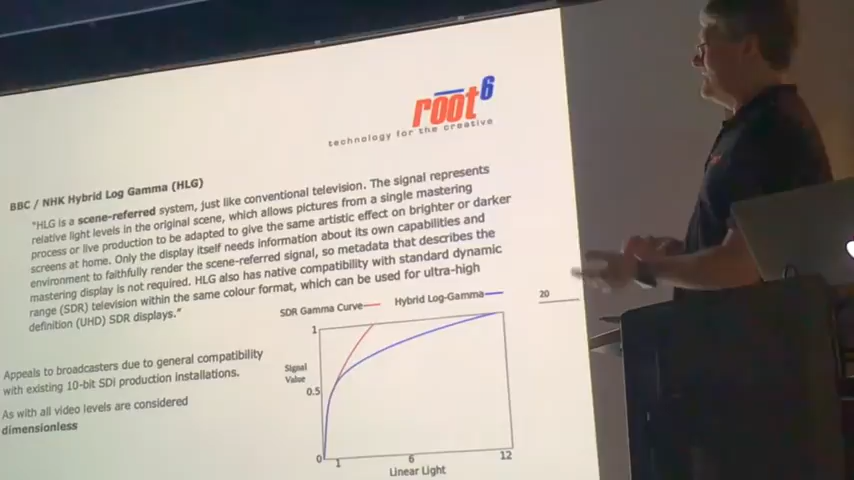 root6
technology for the creative
BBC / NHK Hybrid Log Gamma (HLG)
"HLG is a scene-referred system, just like conventional television. The signal represents
relative light levels in the original scene, which allows pictures from a single mastering
process or live production to be adapted to give the same artistic effect on brighter or darker
screens at home. Only the display itself needs information about its own capabilities and
environment to faithfully render the scene-referred signal, so metadata that describes the
mastering display is not required. HLG also has native compatibility with standard dynamic
range (SDR) television within the same colour format, which can be used for ultra-high
definition (UHD) SDR displays."
Appeals to broadcasters due to general compatibility
with existing 10-bit SDI production installations.
As with all video levels are considered
dimensionless
SDR Gamma Curve Hybrid Log-Gamma
1
Signal
Value
0.5
0 1 6 12
Linear Light
20